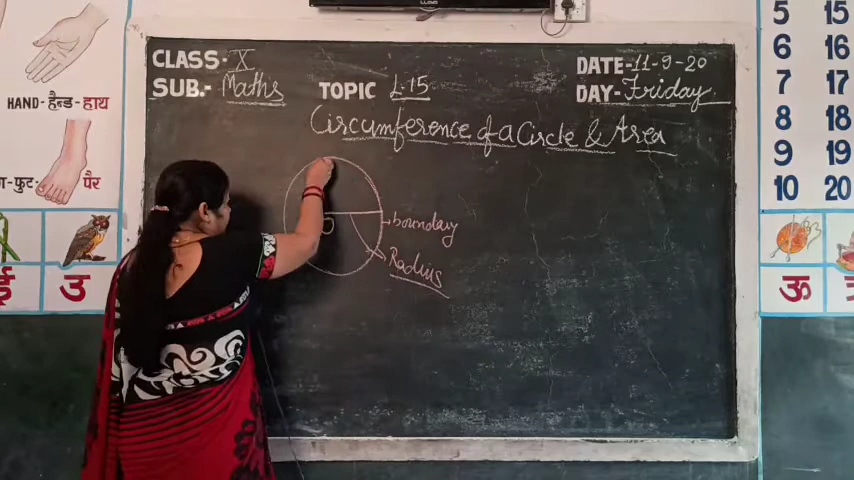 CLASS- X
SUB.- Maths
TOPIC L-15
DATE- 11-9-20
DAY- Friday
Circumference of a Circle & Area
boundary
Radius
HAND-हैन्ड-हाथ
फुट-पैर
उ
ऊ
5 15
6 16
7 17
8 18
9 19
10 20